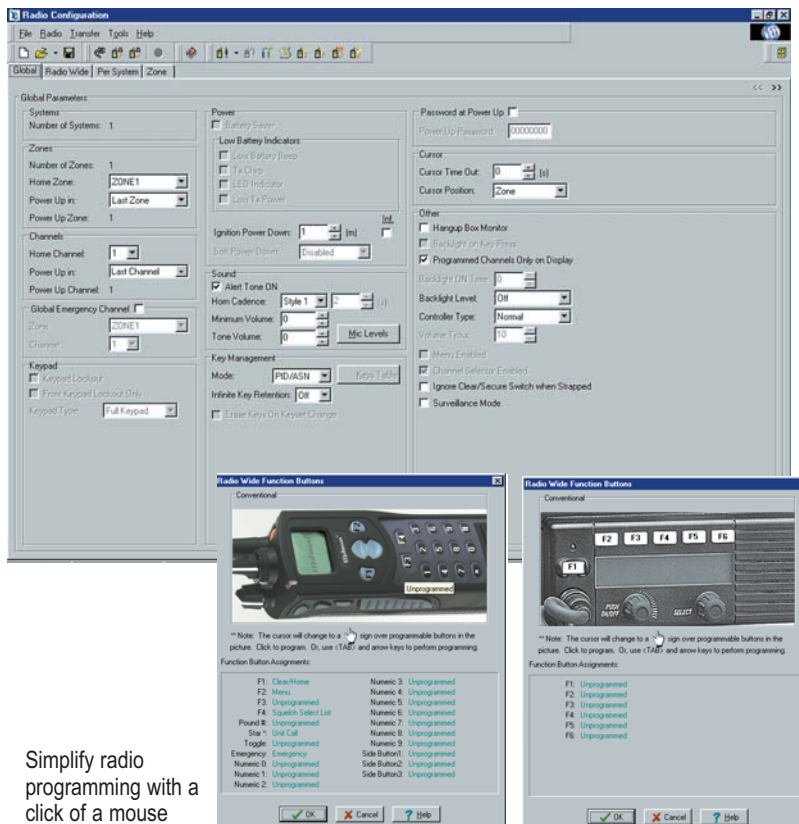 Radio Configuration
File Radio Transfer Tools Help
Global Radio Wide Per System Zone
<< >>
Global Parameters
Systems
Number of Systems: 1
Zones
Number of Zones: 1
Home Zone: ZONE1
Power Up in: Last Zone
Power Up Zone: 1
Channels
Home Channel: 1
Power Up in: Last Channel
Power Up Channel: 1
Global Emergency Channel
Zone: ZONE1
Channel: 1
Keypad
Keypad Lockout
Front Keypad Lockout Only
Keypad Type: Full Keypad
Power
Battery Saver
Low Battery Indicators
Low Battery Beep
Tx Chirp
LED Indicator
Low Tx Power
Inf.
Ignition Power Down: 1 (m)
Soft Power Down: Disabled
Sound
Alert Tone ON
Horn Cadence: Style 1 2 (s)
Minimum Volume: 0
Tone Volume: 0 Mic Levels
Key Management
Mode: PID/ASN Keys Table
Infinite Key Retention: Off
Erase Keys On Keyset Change
Password at Power Up
Power Up Password: 00000000
Cursor
Cursor Time Out: 0 (s)
Cursor Position: Zone
Other
Hangup Box Monitor
Backlight on Key Press
Programmed Channels Only on Display
Backlight ON Time: 0
Backlight Level: Off
Controller Type: Normal
Volume Ticks: 10
Menu Enabled
Channel Selector Enabled
Ignore Clear/Secure Switch when Strapped
Surveillance Mode
Radio Wide Function Buttons
Conventional
Unprogrammed
** Note: The cursor will change to a sign over programmable buttons in the
picture. Click to program. Or, use <TAB> and arrow keys to perform programming.
Function Button Assignments:
F1: Clear/Home
F2: Menu
F3: Unprogrammed
F4: Squelch Select List
Pound #: Unprogrammed
Star *: Unit Call
Toggle: Unprogrammed
Emergency: Emergency
Numeric 0: Unprogrammed
Numeric 1: Unprogrammed
Numeric 2: Unprogrammed
Numeric 3: Unprogrammed
Numeric 4: Unprogrammed
Numeric 5: Unprogrammed
Numeric 6: Unprogrammed
Numeric 7: Unprogrammed
Numeric 8: Unprogrammed
Numeric 9: Unprogrammed
Side Button1: Unprogrammed
Side Button2: Unprogrammed
Side Button3: Unprogrammed
OK Cancel Help
Radio Wide Function Buttons
Conventional
F2 F3 F4 F5 F6
F1
PUSH ON/OFF SELECT
** Note: The cursor will change to a sign over programmable buttons in the
picture. Click to program. Or, use <TAB> and arrow keys to perform programming.
Function Button Assignments:
F1: Unprogrammed
F2: Unprogrammed
F3: Unprogrammed
F4: Unprogrammed
F5: Unprogrammed
F6: Unprogrammed
OK Cancel Help
Simplify radio
programming with a
click of a mouse